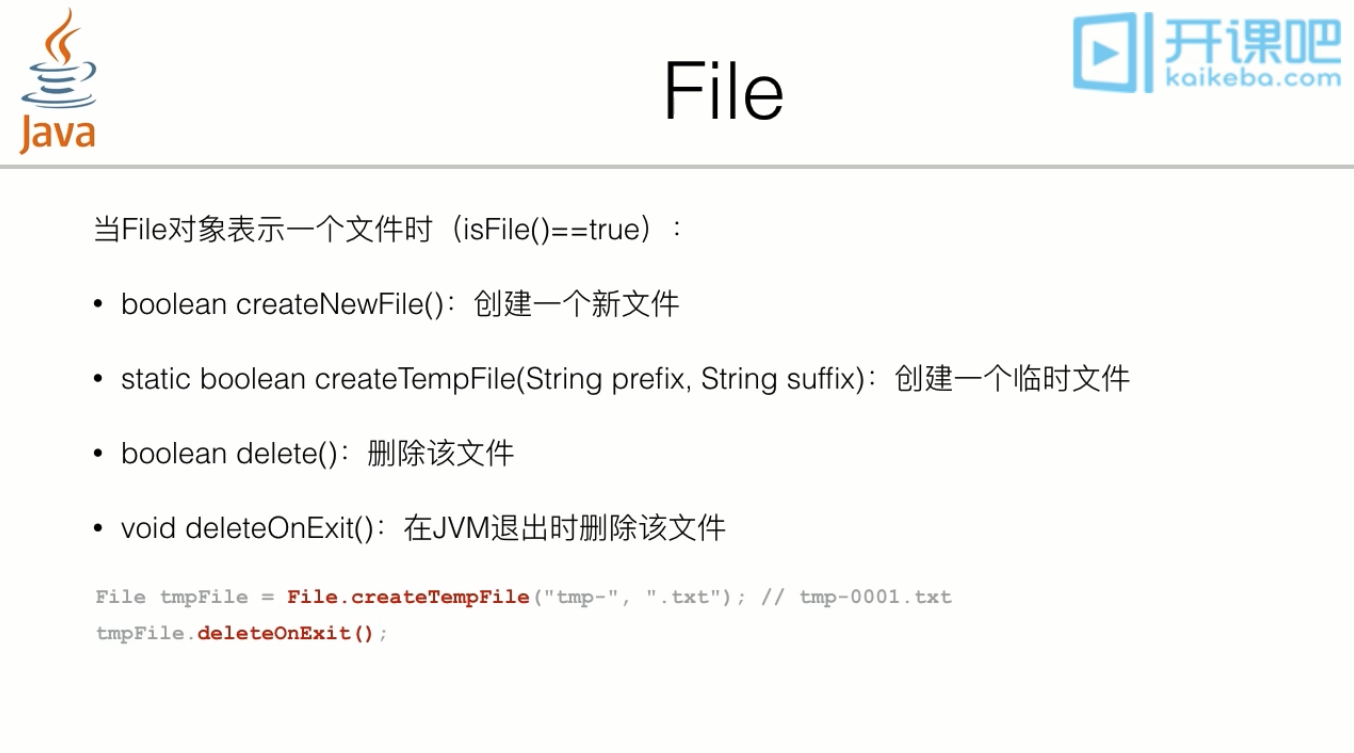 Java
开课吧
kaikeba.com
File
当File对象表示一个文件时（isFile()==true）：
• boolean createNewFile()：创建一个新文件
• static boolean createTempFile(String prefix, String suffix)：创建一个临时文件
• boolean delete()：删除该文件
• void deleteOnExit()：在JVM退出时删除该文件
File tmpFile = File.createTempFile("tmp-", ".txt"); // tmp-0001.txt
tmpFile.deleteOnExit();